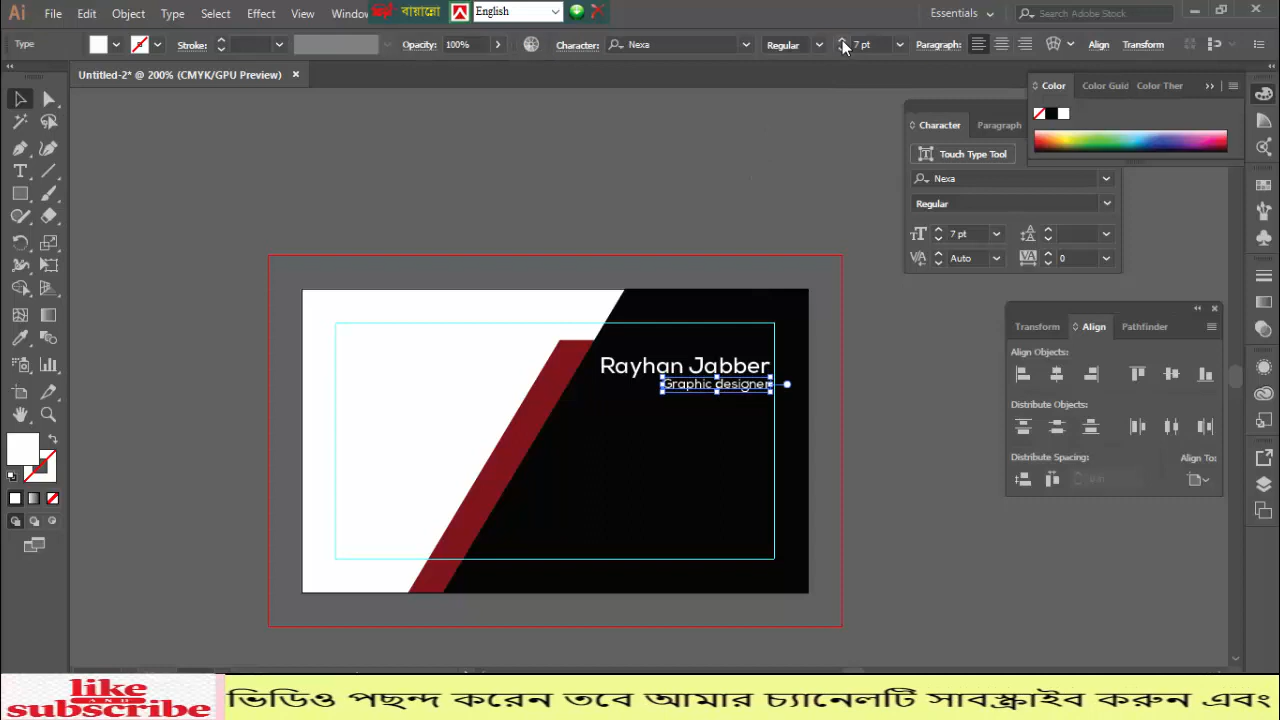 Ai File Edit Object Type Select Effect View Window বায়ান্নো English Essentials Search Adobe Stock
Type Stroke: Opacity: 100% Character: Nexa Regular 7 pt Paragraph: Align Transform
Untitled-2* @ 200% (CMYK/GPU Preview) ×
Color Color Guid Color Ther
Character Paragraph
Touch Type Tool
Nexa
Regular
7 pt
Auto 0
Transform Align Pathfinder
Align Objects:
Distribute Objects:
Distribute Spacing: Align To:
Rayhan Jabber
Graphic designer
like
AND
subscribe
ভিডিও পছন্দ করেন তবে আমার চ্যানেলটি সাবস্ক্রাইব করুন এবং